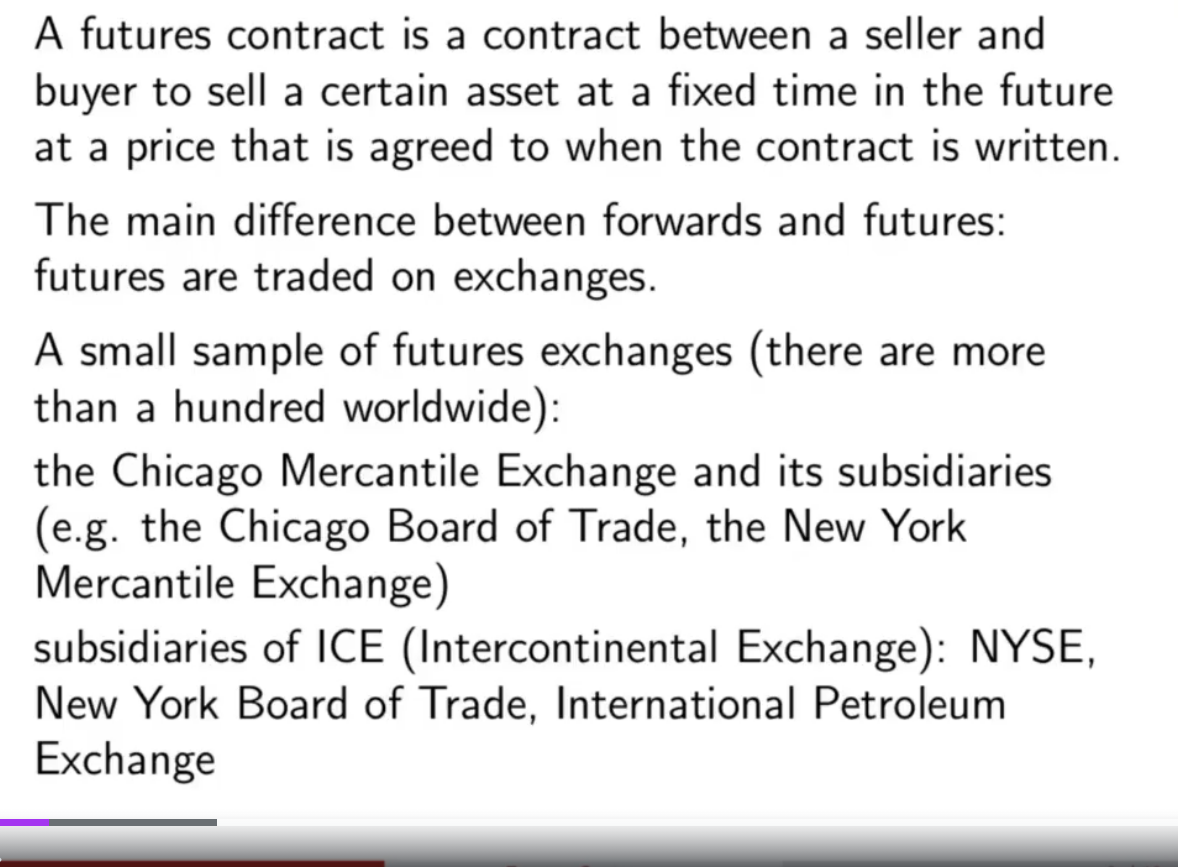 A futures contract is a contract between a seller and
buyer to sell a certain asset at a fixed time in the future
at a price that is agreed to when the contract is written.
The main difference between forwards and futures:
futures are traded on exchanges.
A small sample of futures exchanges (there are more
than a hundred worldwide):
the Chicago Mercantile Exchange and its subsidiaries
(e.g. the Chicago Board of Trade, the New York
Mercantile Exchange)
subsidiaries of ICE (Intercontinental Exchange): NYSE,
New York Board of Trade, International Petroleum
Exchange